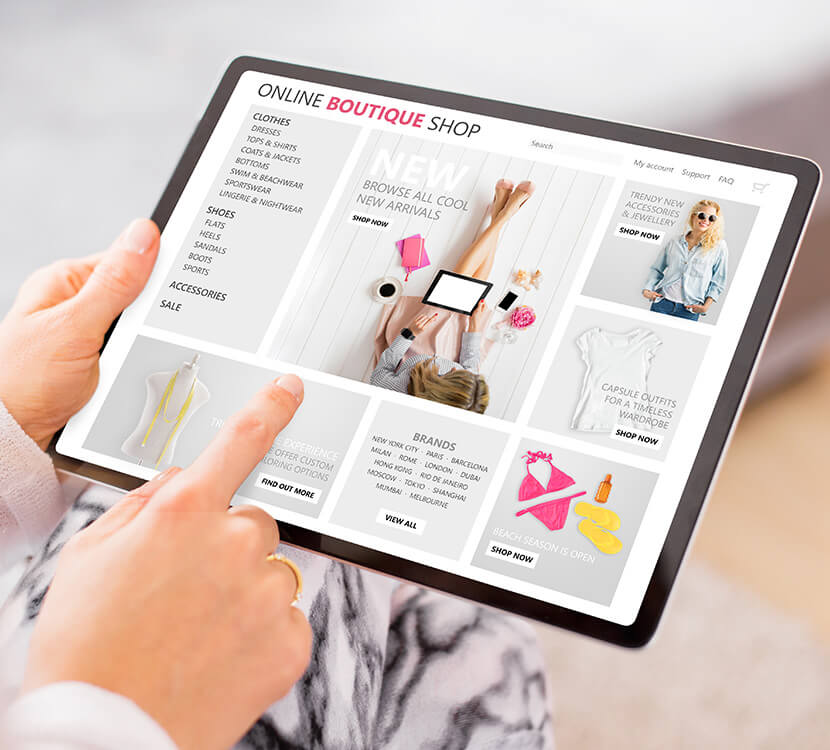 ONLINE BOUTIQUE SHOP
Search
My account
Support
FAQ
CLOTHES
DRESSES
TOPS & SHIRTS
COATS & JACKETS
BOTTOMS
SWIM & BEACHWEAR
SPORTSWEAR
LINGERIE & NIGHTWEAR
SHOES
FLATS
HEELS
SANDALS
BOOTS
SPORTS
ACCESSORIES
SALE
NEW
BROWSE ALL COOL
NEW ARRIVALS
SHOP NOW
TRENDY NEW
ACCESSORIES
& JEWELLERY
SHOP NOW
CAPSULE OUTFITS
FOR A TIMELESS
WARDROBE
SHOP NOW
EXPERIENCE
OFFER CUSTOM
OPTIONS
FIND OUT MORE
BRANDS
NEW YORK CITY · PARIS · BARCELONA
MILAN · ROME · LONDON · DUBAI
HONG KONG · RIO DE JANEIRO
MOSCOW · TOKYO · SHANGHAI
MUMBAI · MELBOURNE
VIEW ALL
BEACH SEASON IS OPEN
SHOP NOW